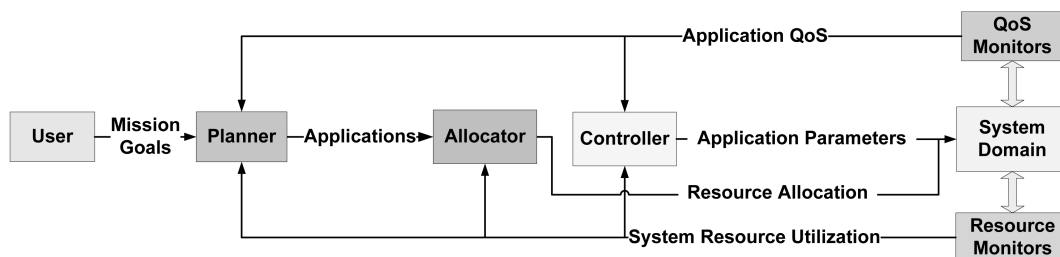 Application QoS
QoS
Monitors
User
Mission
Goals
Planner
Applications
Allocator
Controller
Application Parameters
System
Domain
Resource Allocation
System Resource Utilization
Resource
Monitors